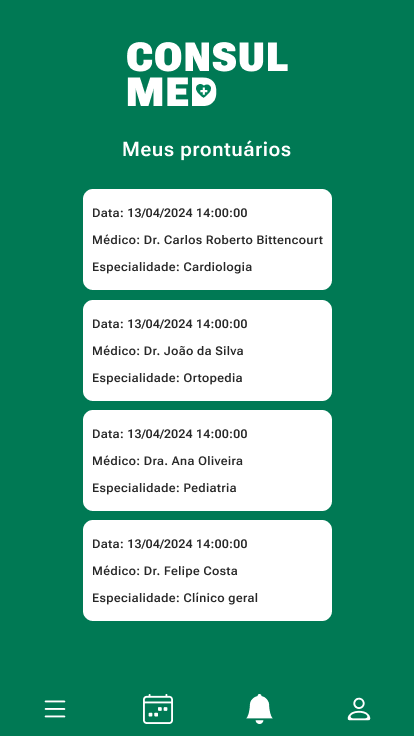 CONSUL
MED
Meus prontuários
Data: 13/04/2024 14:00:00
Médico: Dr. Carlos Roberto Bittencourt
Especialidade: Cardiologia
Data: 13/04/2024 14:00:00
Médico: Dr. João da Silva
Especialidade: Ortopedia
Data: 13/04/2024 14:00:00
Médico: Dra. Ana Oliveira
Especialidade: Pediatria
Data: 13/04/2024 14:00:00
Médico: Dr. Felipe Costa
Especialidade: Clínico geral